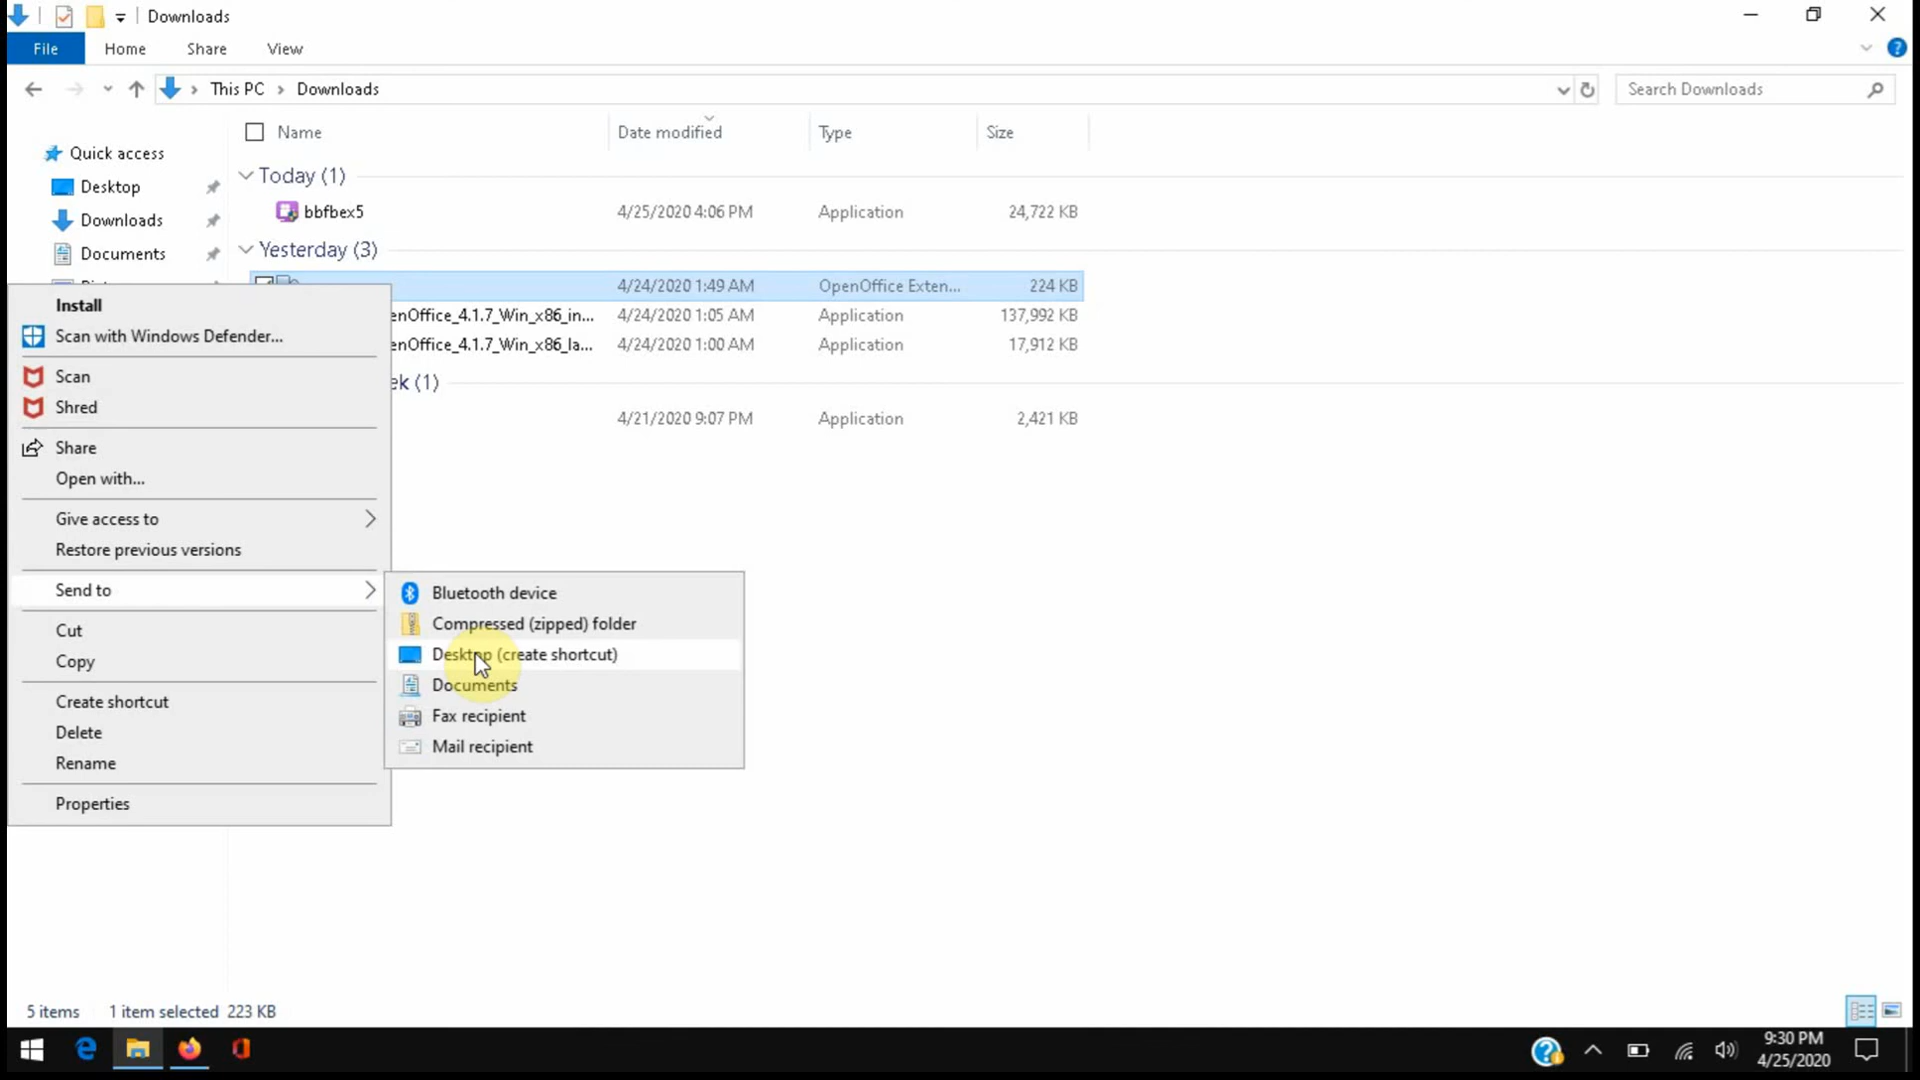 Downloads
File Home Share View
This PC > Downloads
Search Downloads
Name Date modified Type Size
Quick access
Desktop
Downloads
Documents
Today (1)
bbfbex5 4/25/2020 4:06 PM Application 24,722 KB
Yesterday (3)
4/24/2020 1:49 AM OpenOffice Exten... 224 KB
enOffice_4.1.7_Win_x86_in... 4/24/2020 1:05 AM Application 137,992 KB
enOffice_4.1.7_Win_x86_la... 4/24/2020 1:00 AM Application 17,912 KB
ek (1)
4/21/2020 9:07 PM Application 2,421 KB
Install
Scan with Windows Defender...
Scan
Shred
Share
Open with...
Give access to
Restore previous versions
Send to
Cut
Copy
Create shortcut
Delete
Rename
Properties
Bluetooth device
Compressed (zipped) folder
Desktop (create shortcut)
Documents
Fax recipient
Mail recipient
5 items 1 item selected 223 KB
9:30 PM
4/25/2020